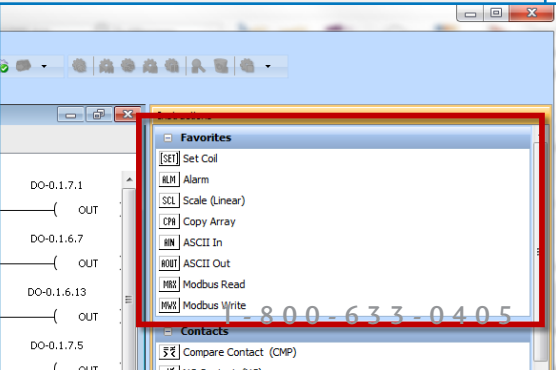 Instructions
Favorites
SET Set Coil
ALM Alarm
SCL Scale (Linear)
CPA Copy Array
AIN ASCII In
AOUT ASCII Out
MRX Modbus Read
MWX Modbus Write
1-800-633-0405
Contacts
Compare Contact (CMP)
DO-0.1.7.1
OUT
DO-0.1.6.7
OUT
DO-0.1.6.13
OUT
DO-0.1.7.5
OUT